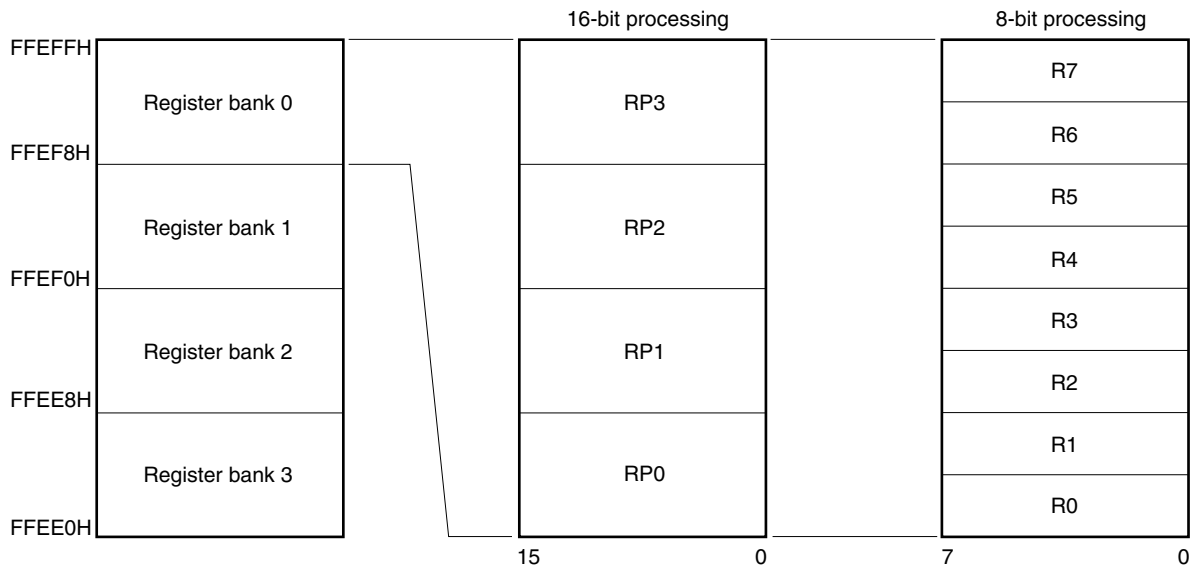 16-bit processing
8-bit processing
FFEFFH
Register bank 0
RP3
R7
R6
FFEF8H
Register bank 1
RP2
R5
R4
FFEF0H
Register bank 2
RP1
R3
R2
FFEE8H
Register bank 3
RP0
R1
R0
FFEE0H
15
0
7
0